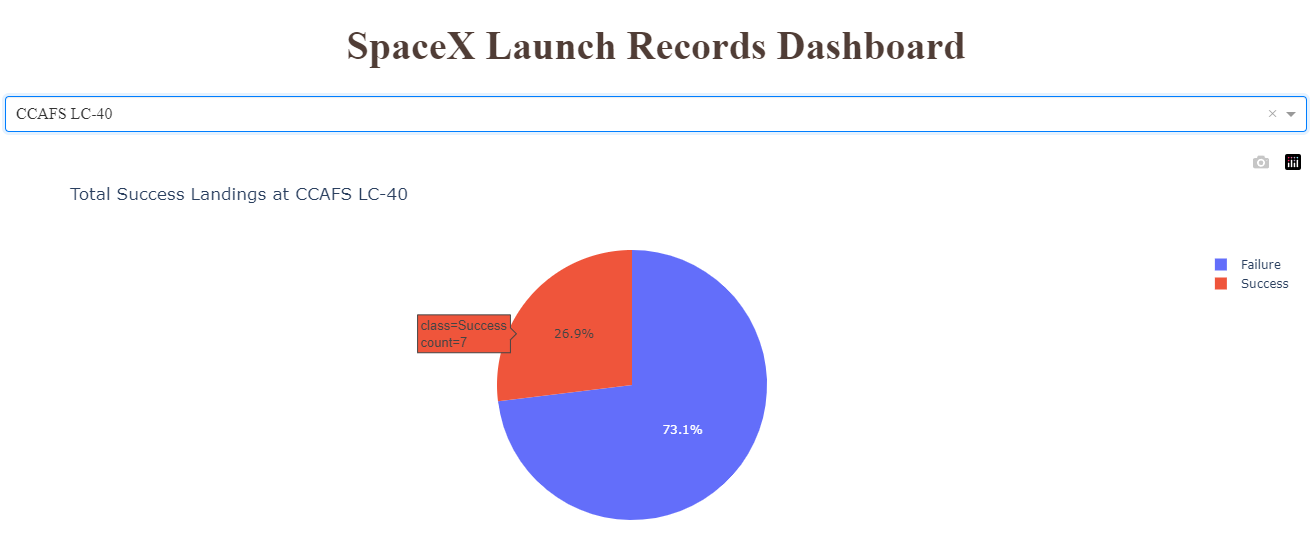 SpaceX Launch Records Dashboard
CCAFS LC-40
Total Success Landings at CCAFS LC-40
Failure
Success
class=Success
count=7
26.9%
73.1%